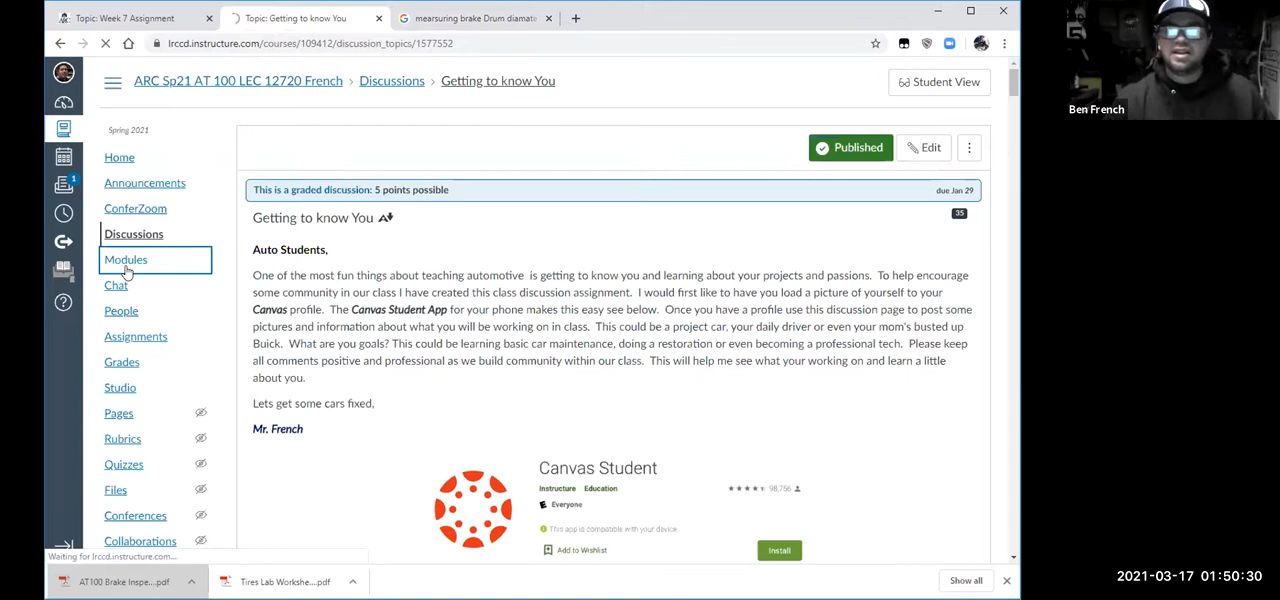 Topic: Week 7 Assignment
Topic: Getting to know You
mearsuring brake Drum diamate
lrccd.instructure.com/courses/109412/discussion_topics/1577552
ARC Sp21 AT 100 LEC 12720 French > Discussions > Getting to know You
Student View
Ben French
Spring 2021
Home
Announcements
ConferZoom
Discussions
Modules
Chat
People
Assignments
Grades
Studio
Pages
Rubrics
Quizzes
Files
Conferences
Collaborations
1
Published
Edit
This is a graded discussion: 5 points possible
due Jan 29
Getting to know You
35
Auto Students,
One of the most fun things about teaching automotive is getting to know you and learning about your projects and passions. To help encourage
some community in our class I have created this class discussion assignment. I would first like to have you load a picture of yourself to your
Canvas profile. The Canvas Student App for your phone makes this easy see below. Once you have a profile use this discussion page to post some
pictures and information about what you will be working on in class. This could be a project car, your daily driver or even your mom's busted up
Buick. What are you goals? This could be learning basic car maintenance, doing a restoration or even becoming a professional tech. Please keep
all comments positive and professional as we build community within our class. This will help me see what your working on and learn a little
about you.
Lets get some cars fixed,
Mr. French
Canvas Student
Instructure Education
98,756
Everyone
This app is compatible with your device.
Add to Wishlist
Install
Waiting for lrccd.instructure.com...
AT100 Brake Inspe....pdf
Tires Lab Workshe....pdf
Show all
2021-03-17 01:50:30